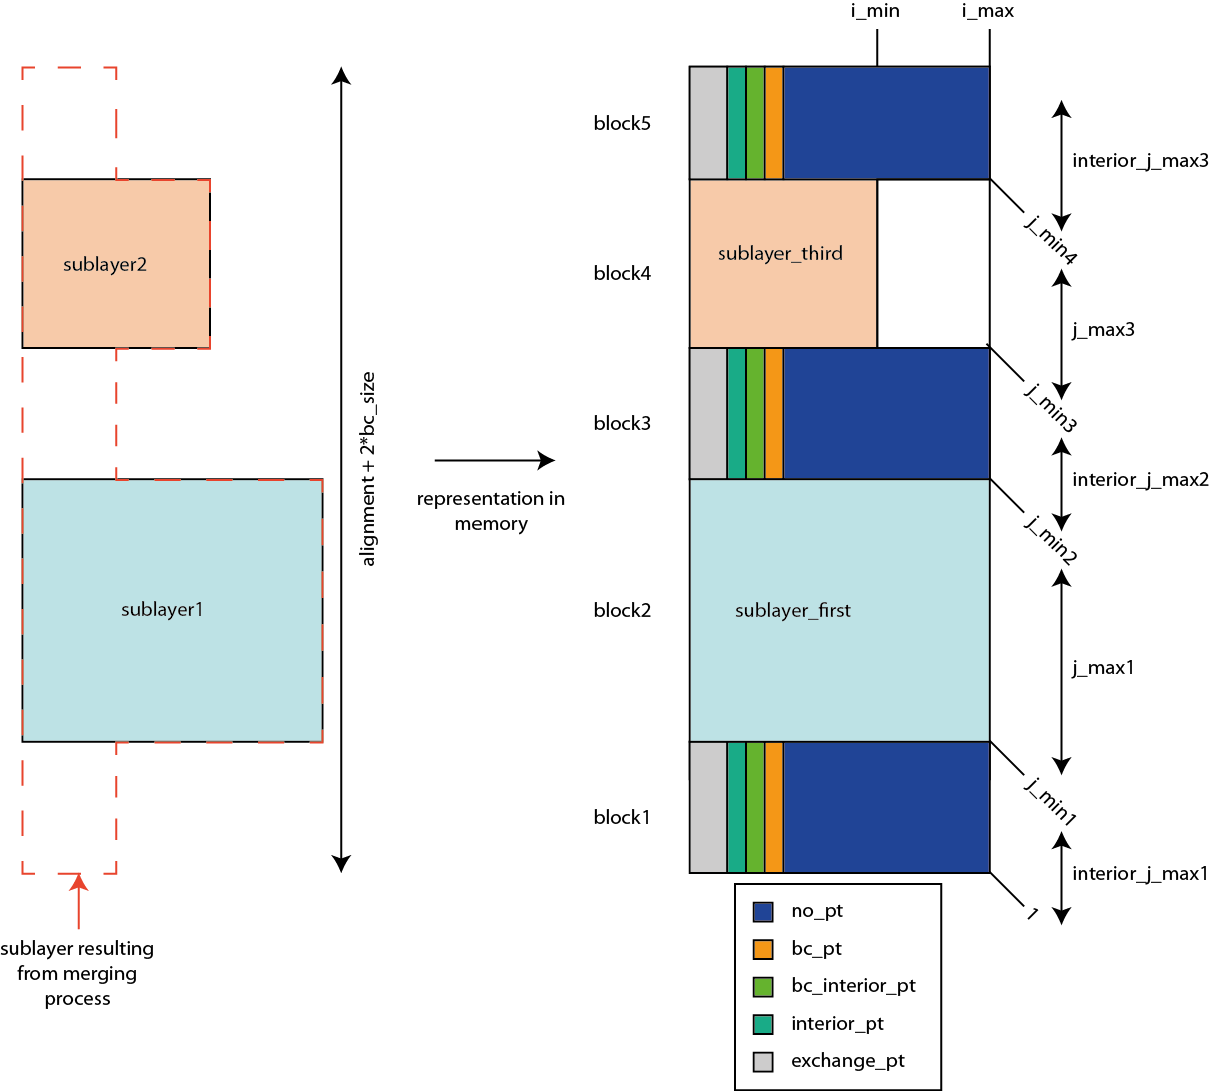 i_min
i_max
block5
interior_j_max3
j_min4
sublayer2
block4
sublayer_third
j_max3
j_min3
alignment + 2*bc_size
block3
interior_j_max2
representation in
memory
j_min2
sublayer1
block2
sublayer_first
j_max1
j_min1
block1
interior_j_max1
1
sublayer resulting
from merging
process
no_pt
bc_pt
bc_interior_pt
interior_pt
exchange_pt